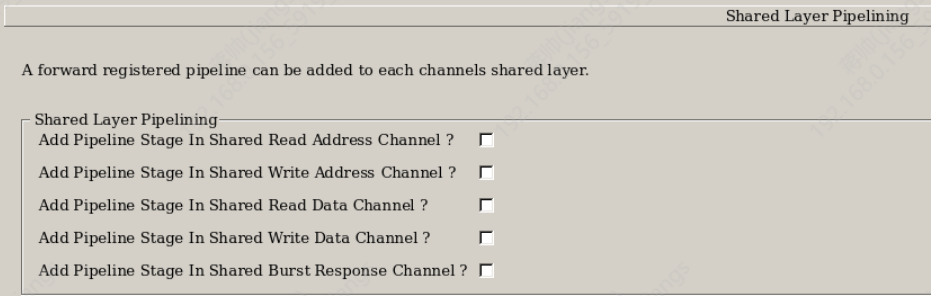 Shared Layer Pipelining
A forward registered pipeline can be added to each channels shared layer.
Shared Layer Pipelining
Add Pipeline Stage In Shared Read Address Channel ?
Add Pipeline Stage In Shared Write Address Channel ?
Add Pipeline Stage In Shared Read Data Channel ?
Add Pipeline Stage In Shared Write Data Channel ?
Add Pipeline Stage In Shared Burst Response Channel ?